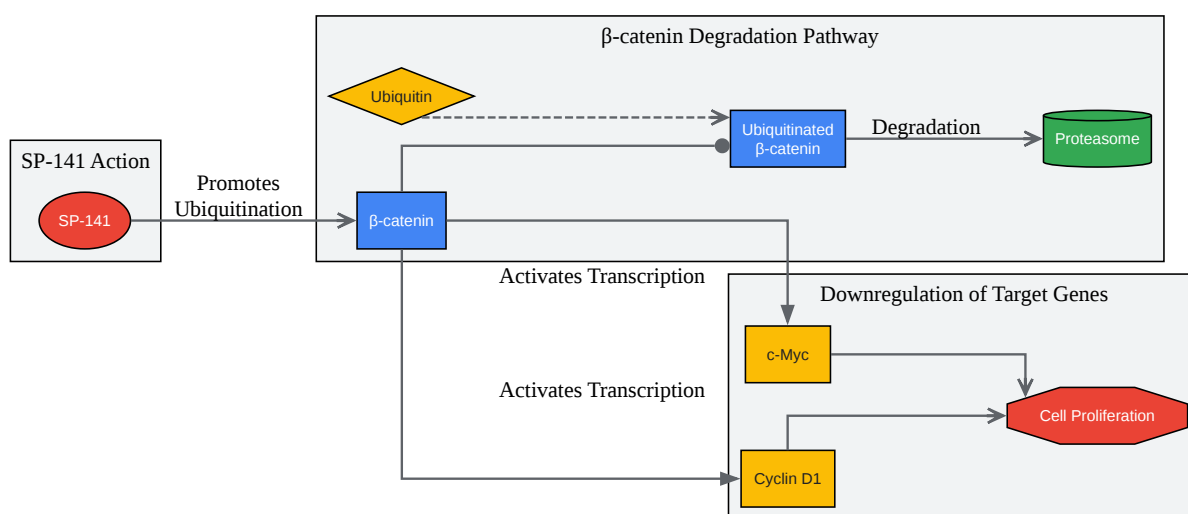 β-catenin Degradation Pathway
Ubiquitin
Ubiquitinated
β-catenin
Degradation
Proteasome
SP-141 Action
SP-141
Promotes
Ubiquitination
β-catenin
Activates Transcription
Downregulation of Target Genes
c-Myc
Activates Transcription
Cell Proliferation
Cyclin D1